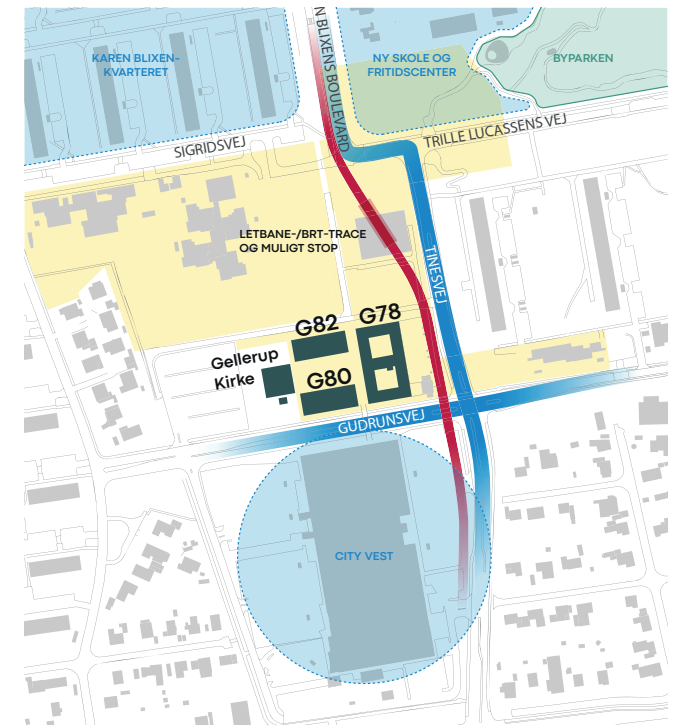 KAREN BLIXEN-
KVARTERET
N BLIXENS BOULEVARD
NY SKOLE OG
FRITIDSCENTER
BYPARKEN
SIGRIDSVEJ
TRILLE LUCASSENS VEJ
LETBANE-/BRT-TRACE
OG MULIGT STOP
TINESVEJ
G82
G78
Gellerup
Kirke
G80
GUDRUNSVEJ
CITY VEST